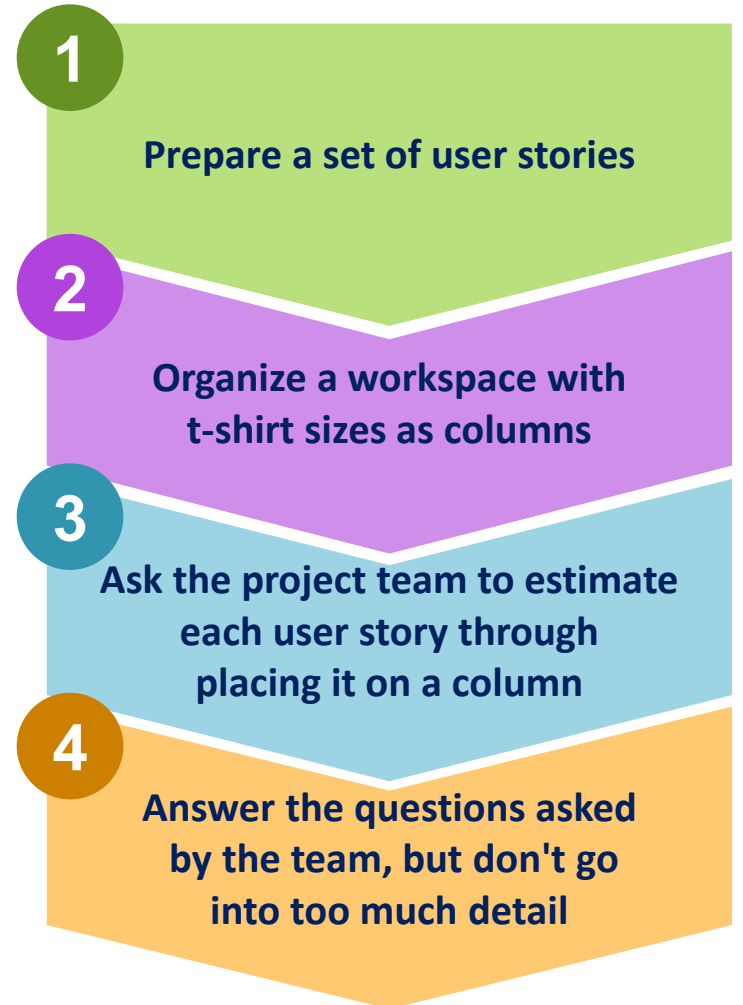 1
Prepare a set of user stories
2
Organize a workspace with
t-shirt sizes as columns
3
Ask the project team to estimate
each user story through
placing it on a column
4
Answer the questions asked
by the team, but don't go
into too much detail